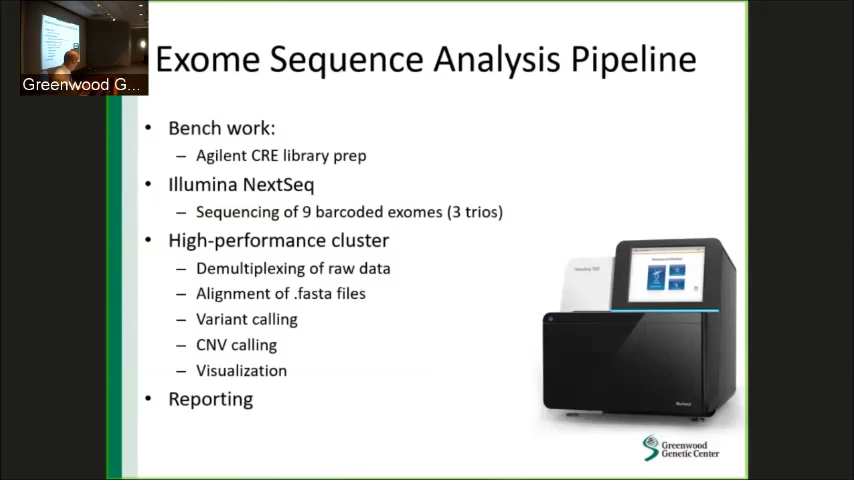 Greenwood G...
Exome Sequence Analysis Pipeline
• Bench work:
– Agilent CRE library prep
• Illumina NextSeq
– Sequencing of 9 barcoded exomes (3 trios)
• High-performance cluster
– Demultiplexing of raw data
– Alignment of .fasta files
– Variant calling
– CNV calling
– Visualization
• Reporting
Greenwood
Genetic Center